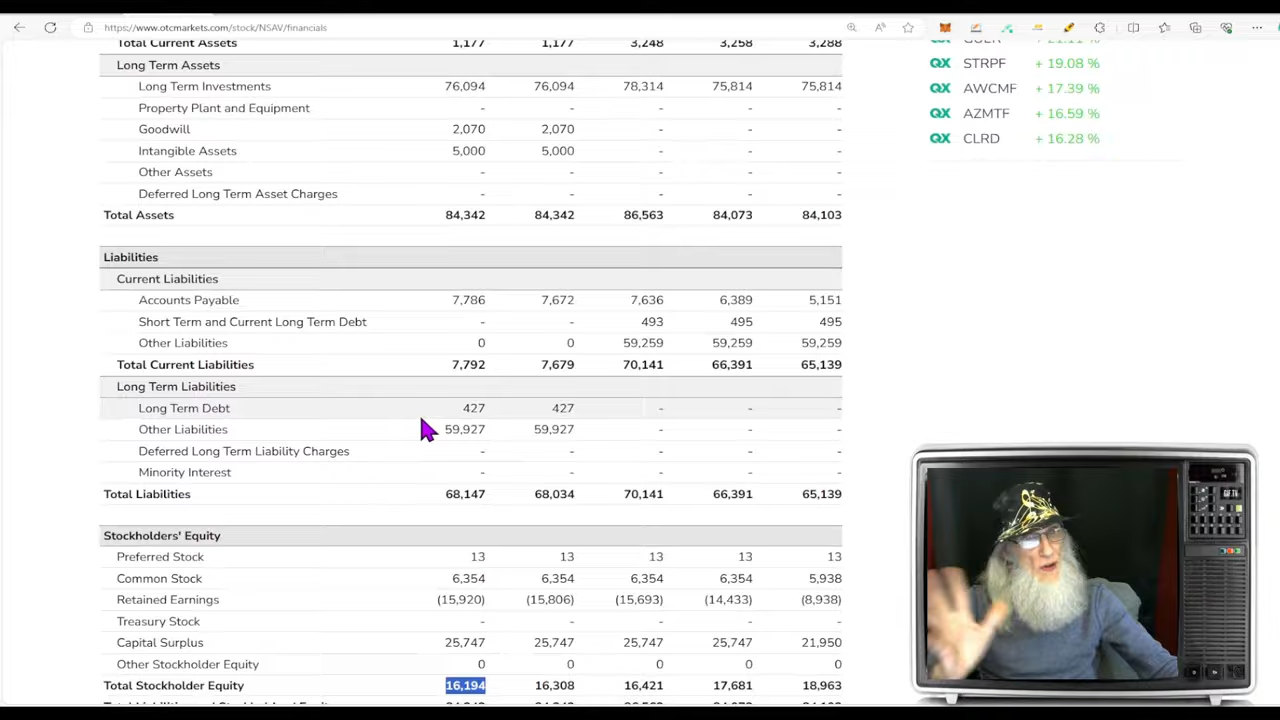 https://www.otcmarkets.com/stock/NSAV/financials
Total Current Assets 1,177 1,177 3,248 3,258 3,288
Long Term Assets
Long Term Investments 76,094 76,094 78,314 75,814 75,814
Property Plant and Equipment - - - - -
Goodwill 2,070 2,070 - - -
Intangible Assets 5,000 5,000 - - -
Other Assets - - - - -
Deferred Long Term Asset Charges - - - - -
Total Assets 84,342 84,342 86,563 84,073 84,103
Liabilities
Current Liabilities
Accounts Payable 7,786 7,672 7,636 6,389 5,151
Short Term and Current Long Term Debt - - 493 495 495
Other Liabilities 0 0 59,259 59,259 59,259
Total Current Liabilities 7,792 7,679 70,141 66,391 65,139
Long Term Liabilities
Long Term Debt 427 427 - - -
Other Liabilities 59,927 59,927 - - -
Deferred Long Term Liability Charges - - - - -
Minority Interest - - - - -
Total Liabilities 68,147 68,034 70,141 66,391 65,139
Stockholders' Equity
Preferred Stock 13 13 13 13 13
Common Stock 6,354 6,354 6,354 6,354 5,938
Retained Earnings (15,920) (15,806) (15,693) (14,433) (8,938)
Treasury Stock - - - - -
Capital Surplus 25,747 25,747 25,747 25,747 21,950
Other Stockholder Equity 0 0 0 0 0
Total Stockholder Equity 16,194 16,308 16,421 17,681 18,963
QX STRPF + 19.08 %
QX AWCMF + 17.39 %
QX AZMTF + 16.59 %
QX CLRD + 16.28 %